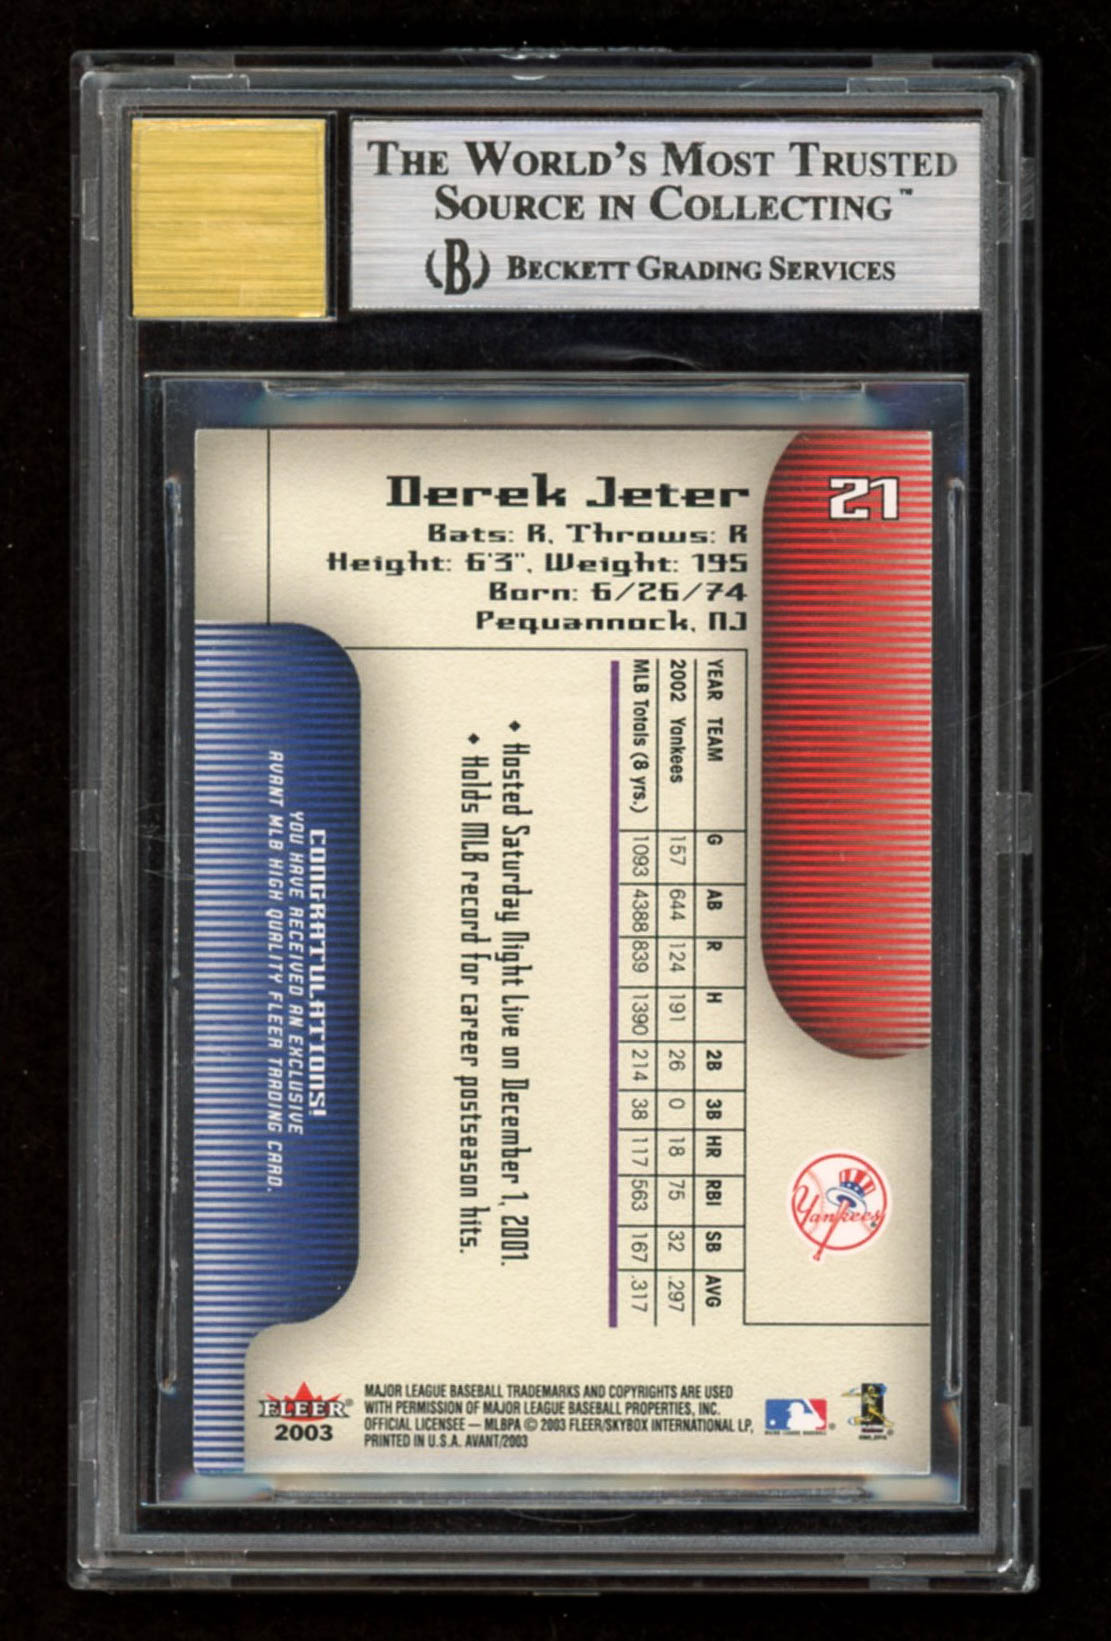 THE WORLD'S MOST TRUSTED
SOURCE IN COLLECTING™
(B) BECKETT GRADING SERVICES
21
Derek Jeter
Bats: R, Throws: R
Height: 6'3", Weight: 195
Born: 6/26/74
Pequannock, NJ
YEAR TEAM G AB R H 2B 3B HR RBI SB AVG
2002 Yankees 157 644 124 191 26 0 18 75 32 .297
MLB Totals (8 yrs.) 1093 4388 839 1390 214 38 117 563 167 .317
• Hosted Saturday Night Live on December 1, 2001.
• Holds MLB record for career postseason hits.
Yankees
CONGRATULATIONS!
YOU HAVE RECEIVED AN EXCLUSIVE
AVANT MLB HIGH QUALITY FLEER TRADING CARD.
FLEER®
2003
MAJOR LEAGUE BASEBALL TRADEMARKS AND COPYRIGHTS ARE USED
WITH PERMISSION OF MAJOR LEAGUE BASEBALL PROPERTIES, INC.
OFFICIAL LICENSEE — MLBPA © 2003 FLEER/SKYBOX INTERNATIONAL LP,
PRINTED IN U.S.A. AVANT/2003